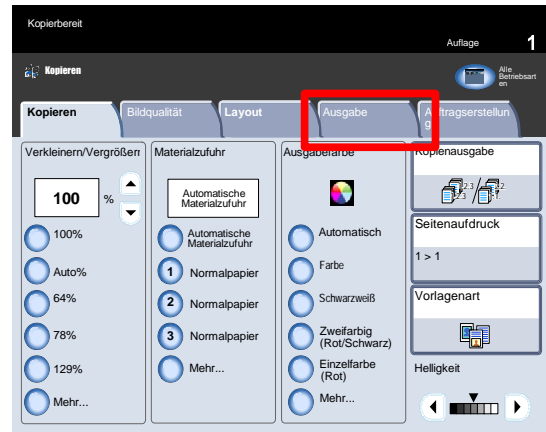 Kopierbereit
Auflage 1
Kopieren
Alle
Betriebsart
en
Kopieren Bildqualität Layout Ausgabe Auftragserstellun
g
Verkleinern/Vergrößern Materialzufuhr Ausgabefarbe Kopienausgabe
100 %
Automatische
Materialzufuhr
100%
Auto%
64%
78%
129%
Mehr...
Automatische
Materialzufuhr
1 Normalpapier
2 Normalpapier
3 Normalpapier
Mehr...
Automatisch
Farbe
Schwarzweiß
Zweifarbig
(Rot/Schwarz)
Einzelfarbe
(Rot)
Mehr...
Seitenaufdruck
1 > 1
Vorlagenart
Helligkeit